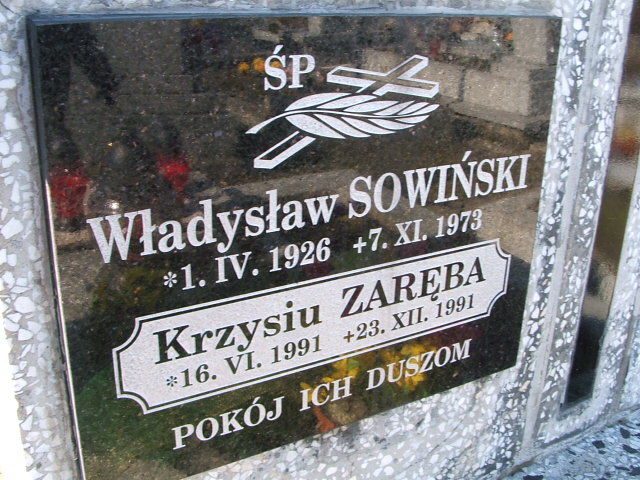 ŚP
Władysław SOWIŃSKI
*1. IV. 1926 +7. XI. 1973
Krzysiu ZARĘBA
*16. VI. 1991 +23. XII. 1991
POKÓJ ICH DUSZOM